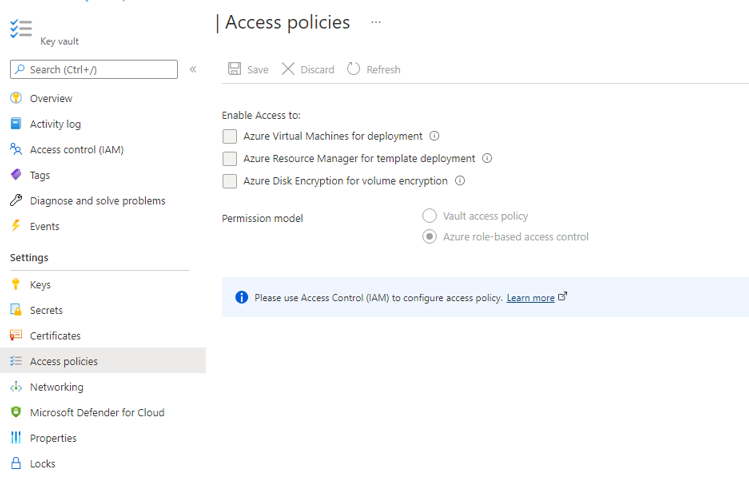 | Access policies ...
Key vault
Search (Ctrl+/) «
Save Discard Refresh
Overview
Activity log
Access control (IAM)
Tags
Diagnose and solve problems
Events
Settings
Keys
Secrets
Certificates
Access policies
Networking
Microsoft Defender for Cloud
Properties
Locks
Enable Access to:
Azure Virtual Machines for deployment
Azure Resource Manager for template deployment
Azure Disk Encryption for volume encryption
Permission model
Vault access policy
Azure role-based access control
Please use Access Control (IAM) to configure access policy. Learn more